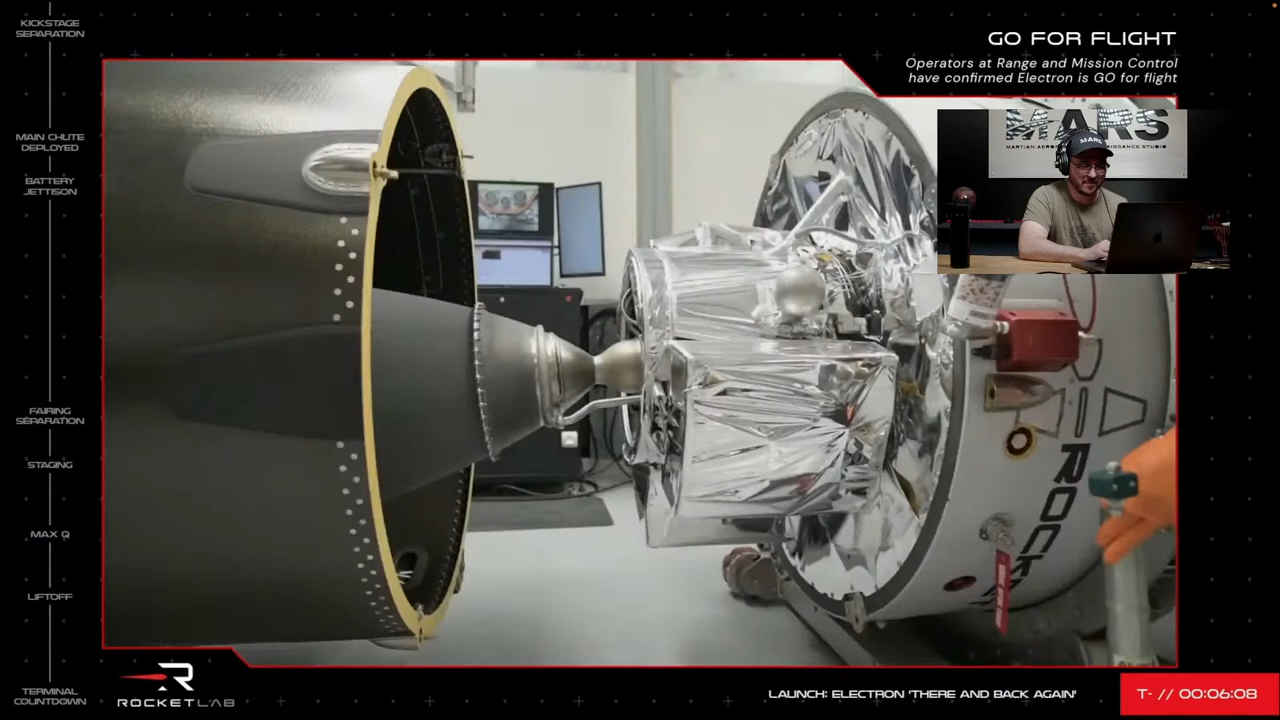 KICKSTAGE
SEPARATION
MAIN CHUTE
DEPLOYED
BATTERY
JETTISON
FAIRING
SEPARATION
STAGING
MAX Q
LIFTOFF
TERMINAL
COUNTDOWN
GO FOR FLIGHT
Operators at Range and Mission Control
have confirmed Electron is GO for flight
MARS
MARS
ROCK
ROCKETLAB
LAUNCH: ELECTRON 'THERE AND BACK AGAIN'
T- // 00:06:08